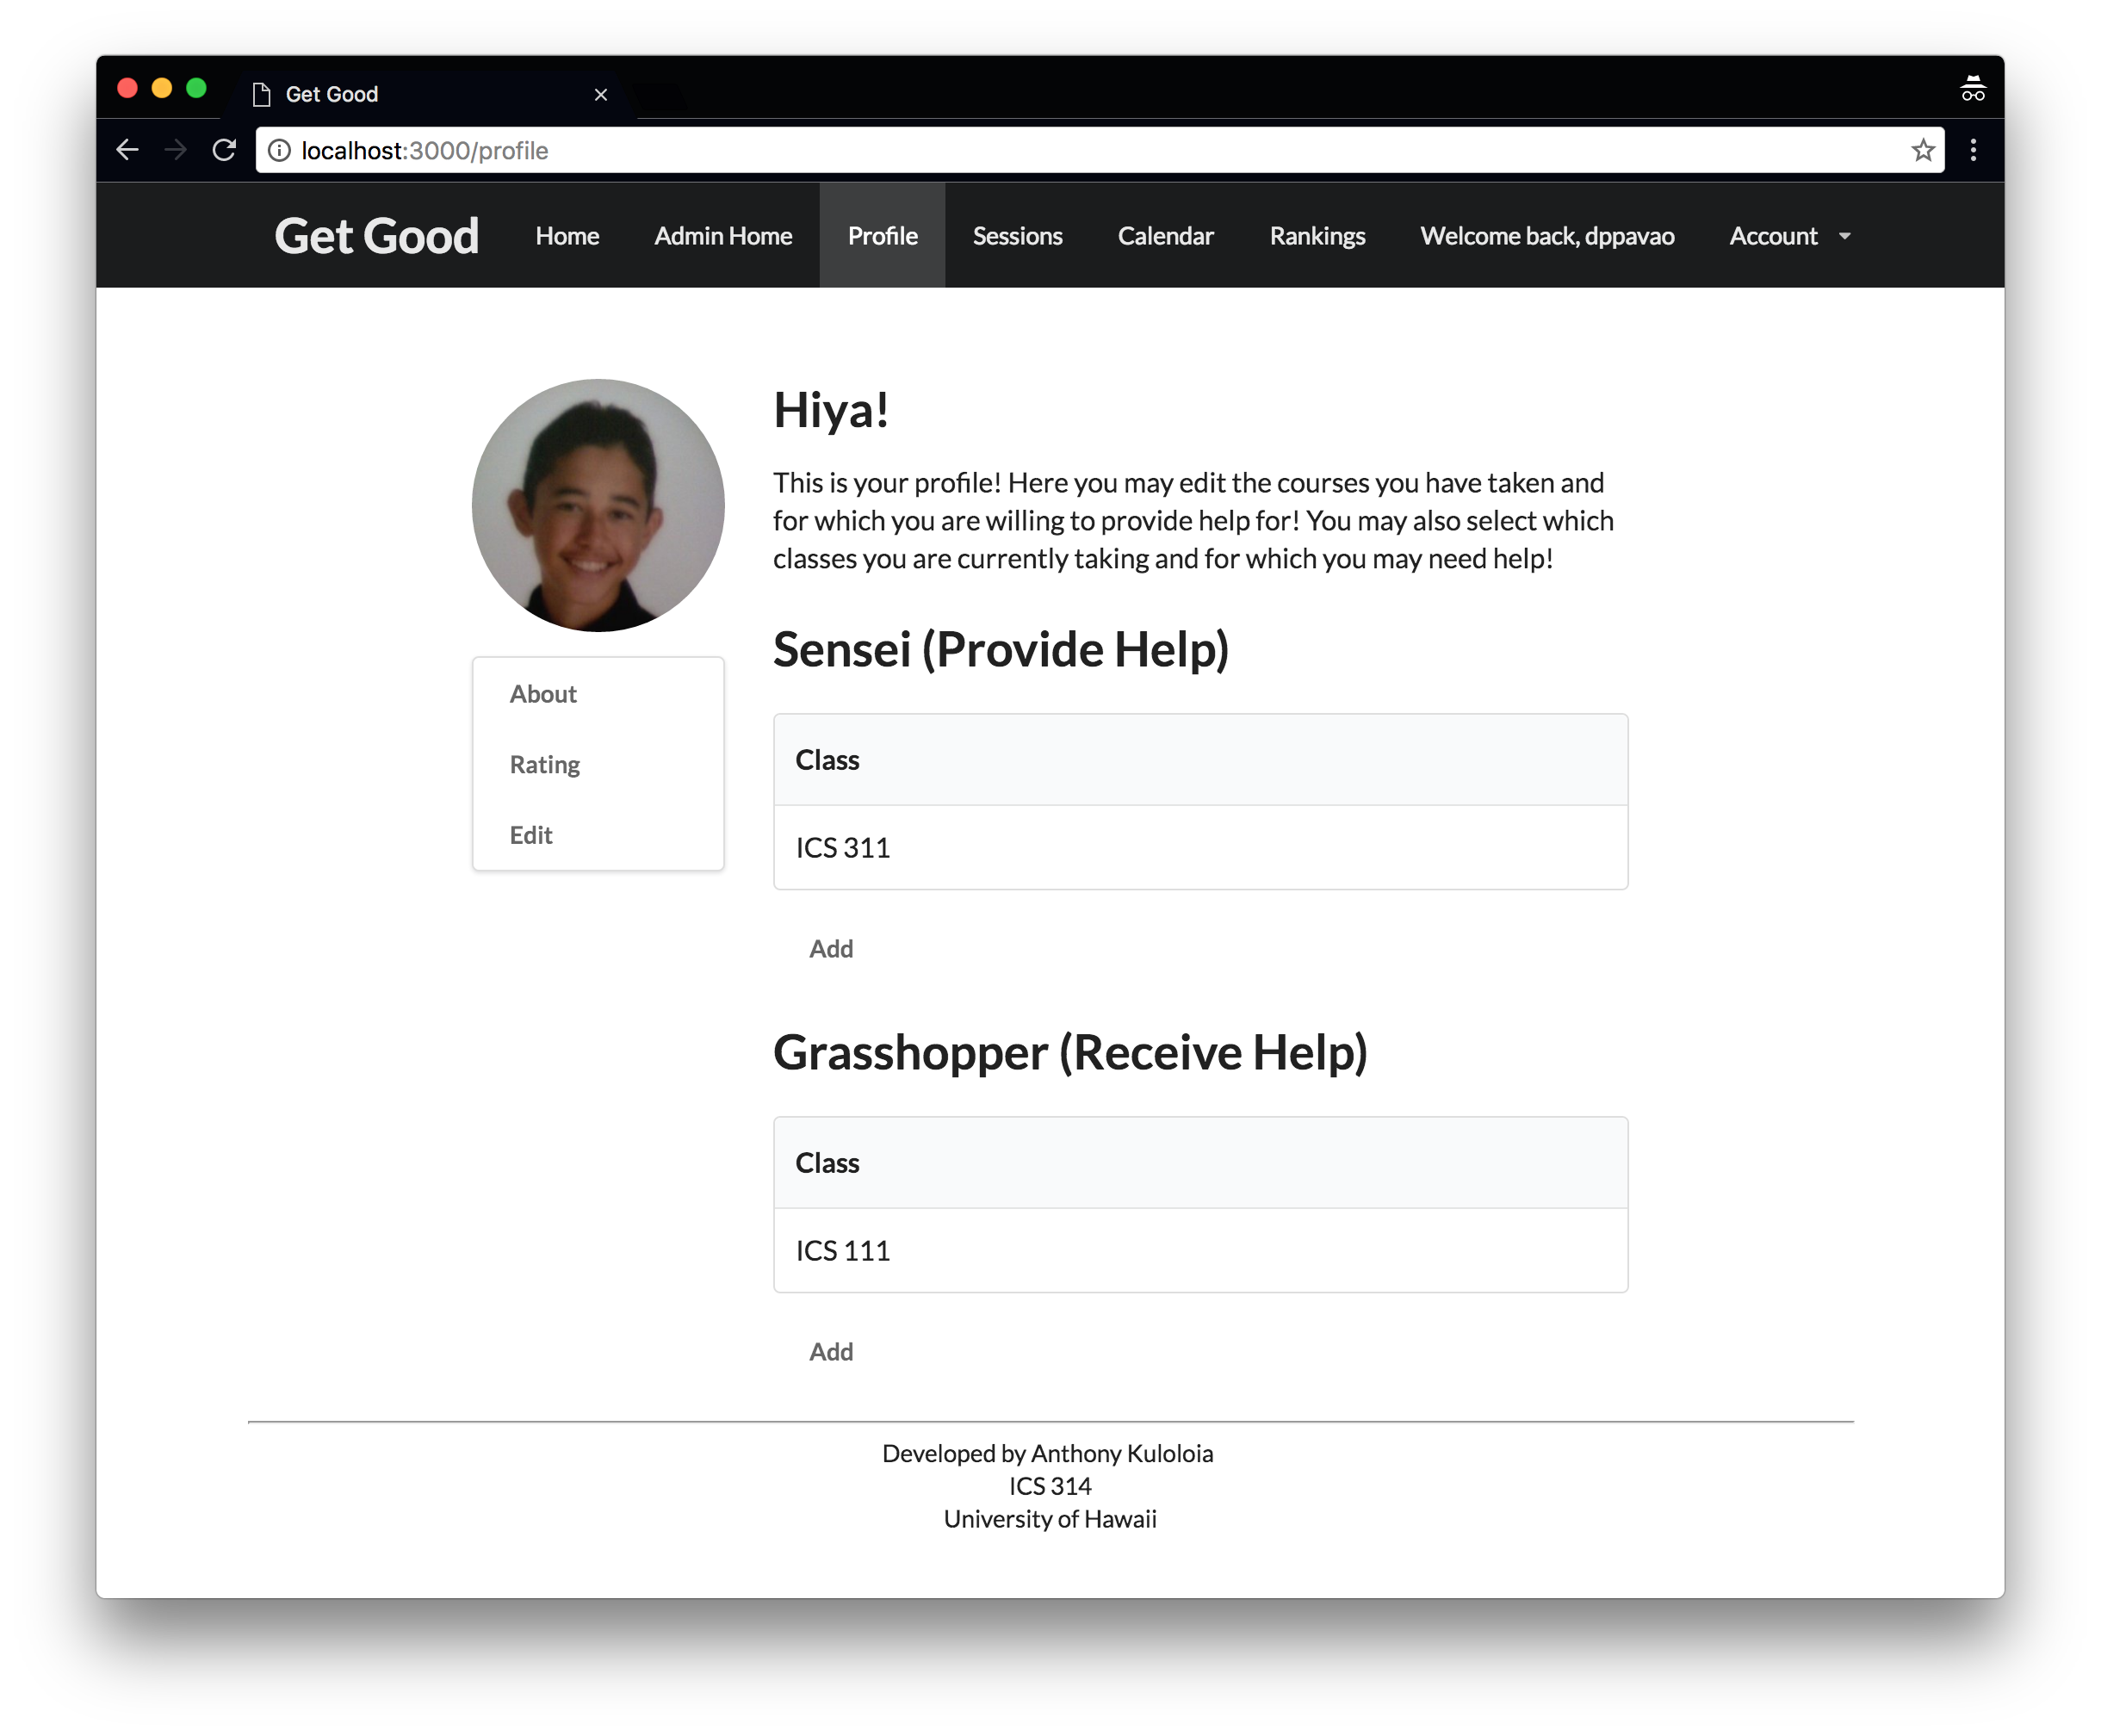 Get Good
localhost:3000/profile
Get Good Home Admin Home Profile Sessions Calendar Rankings Welcome back, dppavao Account
Hiya!
This is your profile! Here you may edit the courses you have taken and
for which you are willing to provide help for! You may also select which
classes you are currently taking and for which you may need help!
About
Rating
Edit
Sensei (Provide Help)
Class
ICS 311
Add
Grasshopper (Receive Help)
Class
ICS 111
Add
Developed by Anthony Kuloloia
ICS 314
University of Hawaii